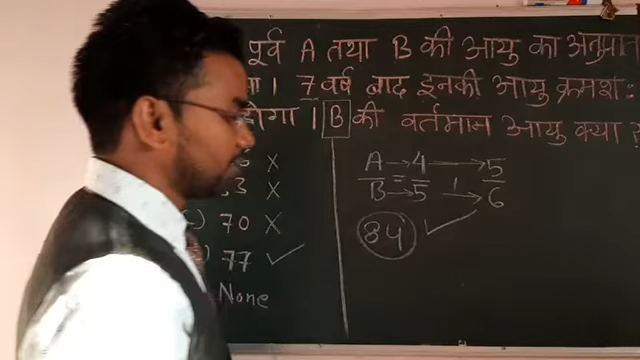 पूर्व A तथा B की आयु का अनुपात
7 वर्ष बाद इनकी आयु क्रमशः
होगा । B की वर्तमान आयु क्या ?
A → 4 → 5
B → 5 1 → 6
84
3 ×
70 ×
77 ✓
None